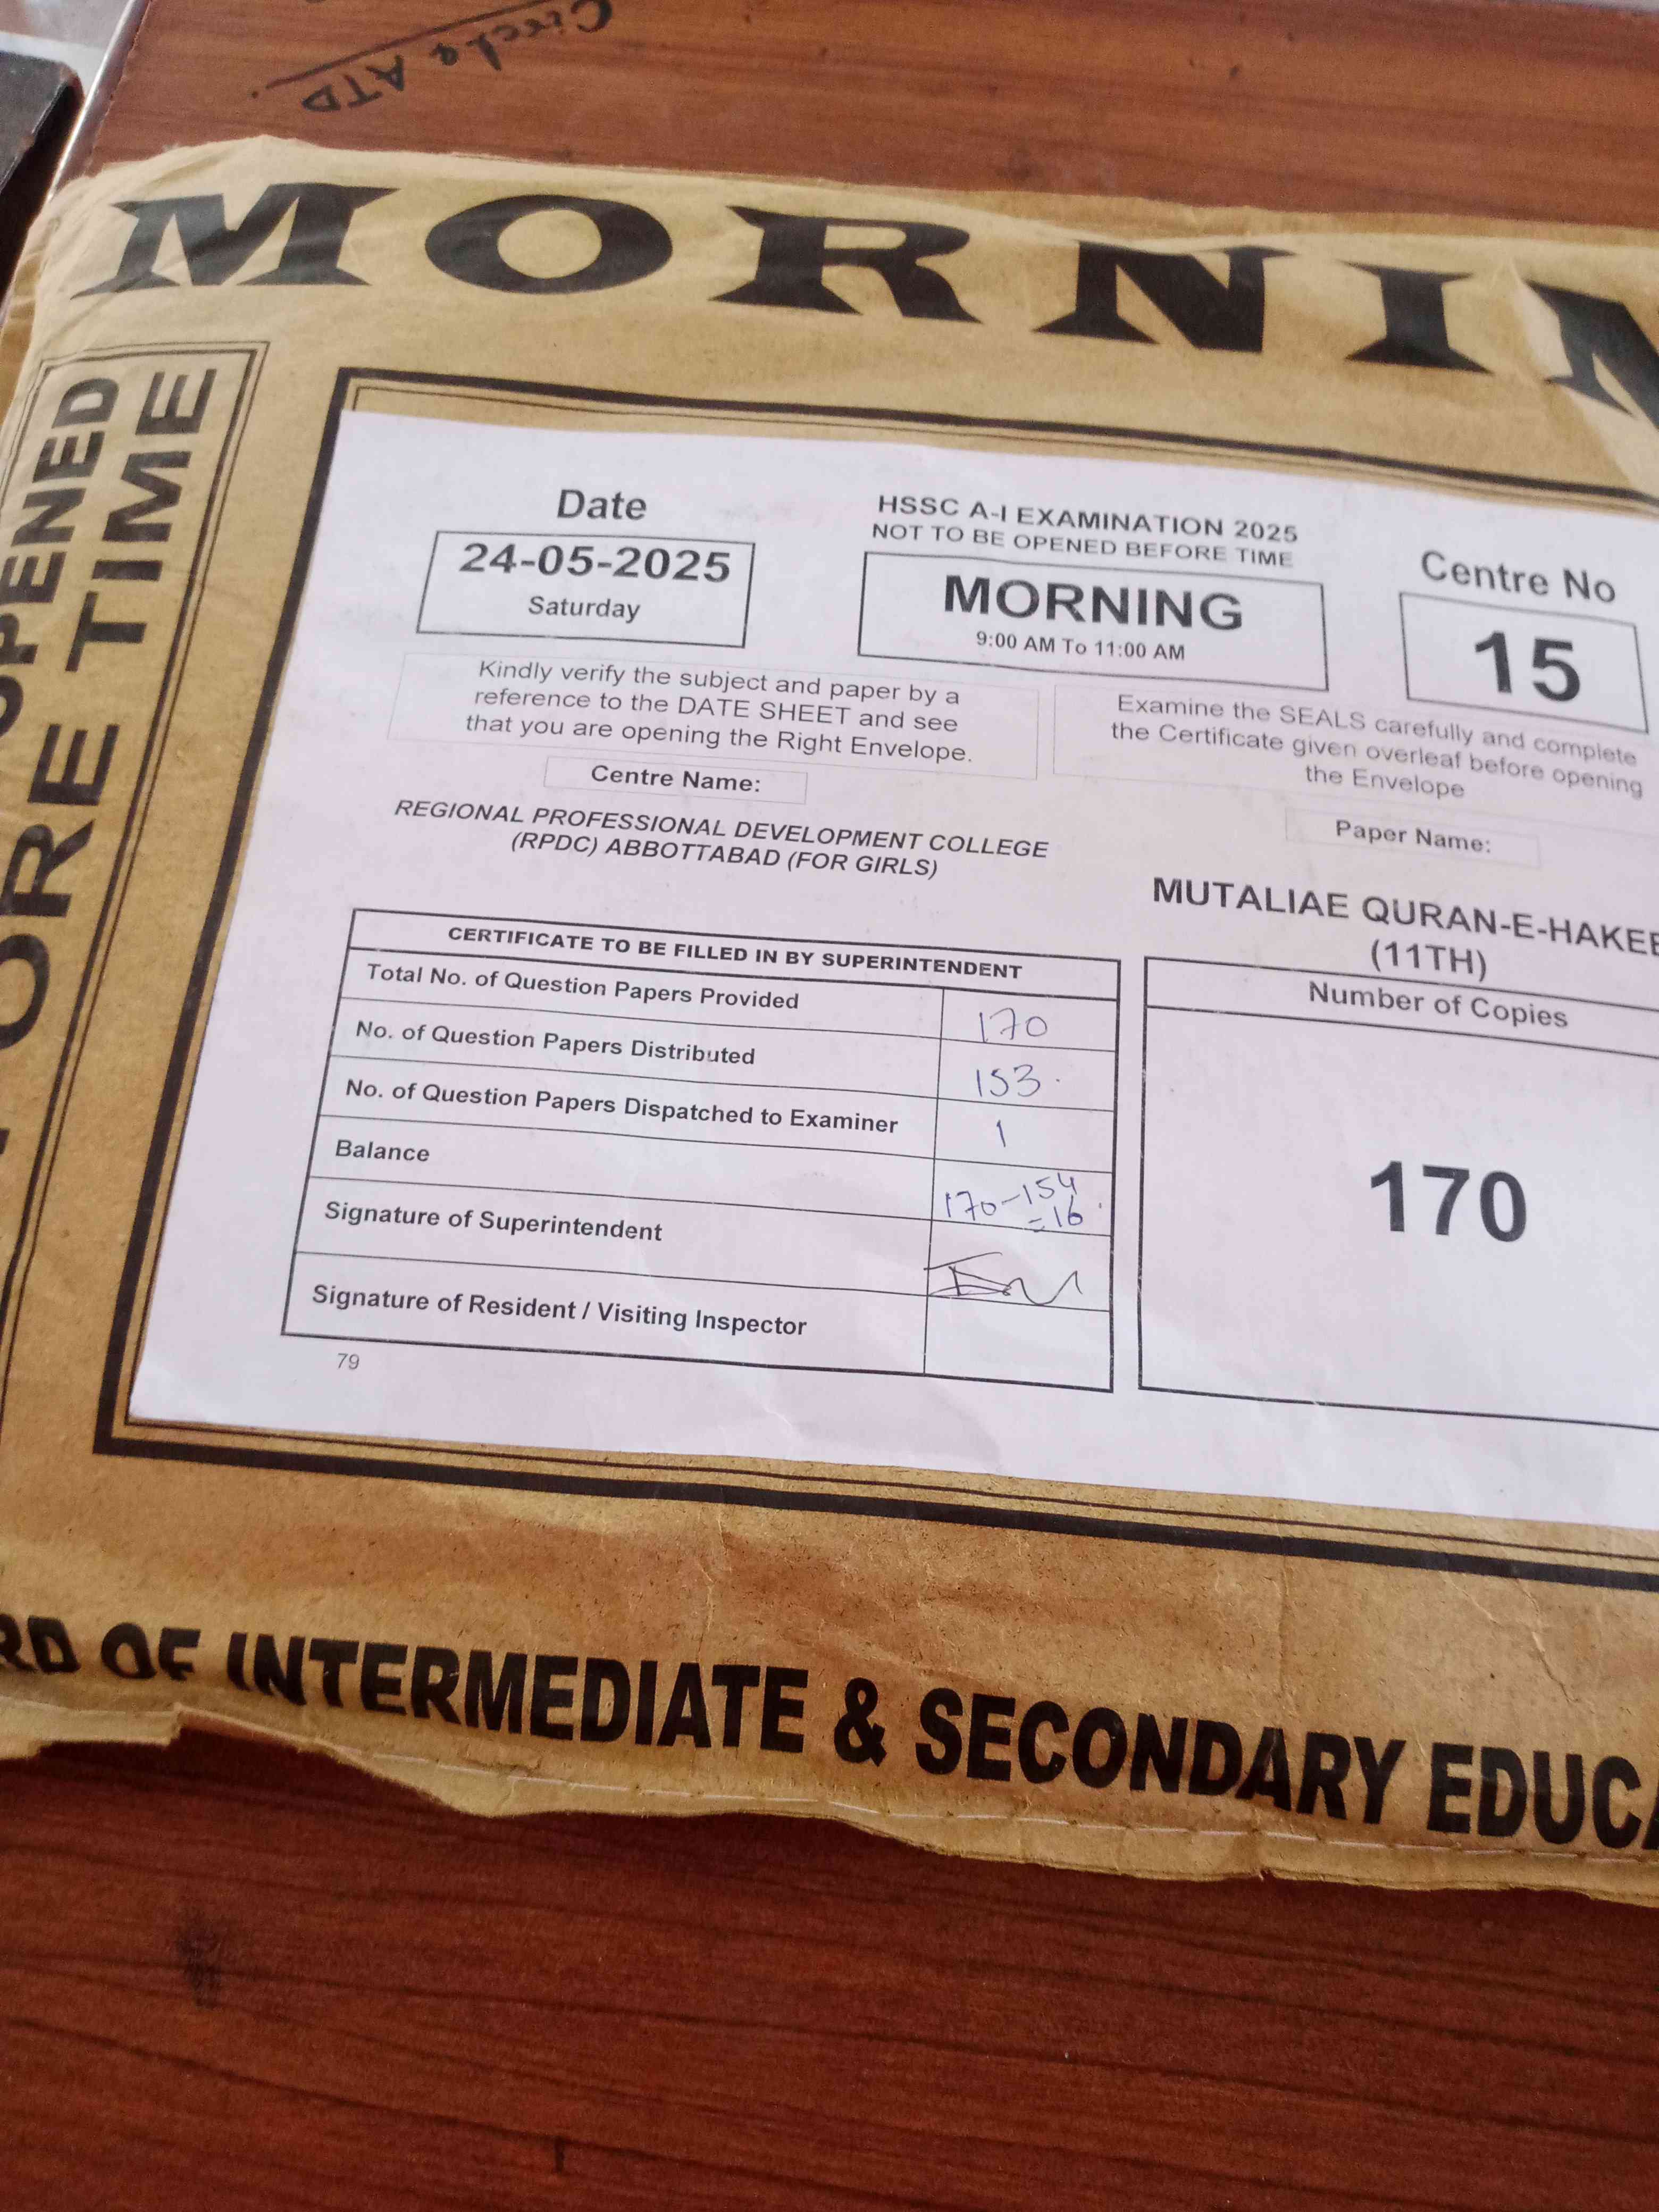 Circle ATD.
MORNIN
OPENED
ORE TIME
Date
24-05-2025
Saturday
HSSC A-I EXAMINATION 2025
NOT TO BE OPENED BEFORE TIME
MORNING
9:00 AM To 11:00 AM
Centre No
15
Kindly verify the subject and paper by a
reference to the DATE SHEET and see
that you are opening the Right Envelope.
Examine the SEALS carefully and complete
the Certificate given overleaf before opening
the Envelope
Centre Name:
REGIONAL PROFESSIONAL DEVELOPMENT COLLEGE
(RPDC) ABBOTTABAD (FOR GIRLS)
Paper Name:
MUTALIAE QURAN-E-HAKEE
(11TH)
CERTIFICATE TO BE FILLED IN BY SUPERINTENDENT
Total No. of Question Papers Provided 170
No. of Question Papers Distributed 153.
No. of Question Papers Dispatched to Examiner 1
Balance 170-154
=16.
Signature of Superintendent
Signature of Resident / Visiting Inspector
79
Number of Copies
170
RD OF INTERMEDIATE & SECONDARY EDUCA